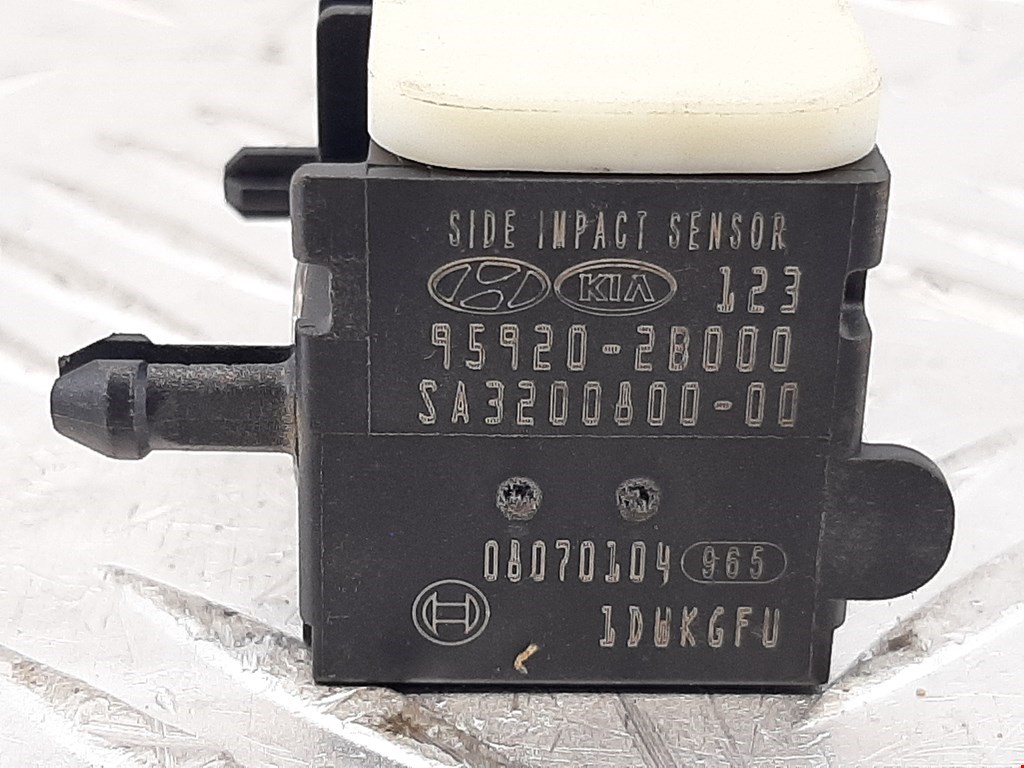 SIDE IMPACT SENSOR
KIA 123
95920-2B000
SA3200800-00
08070104 965
1DWKGFU